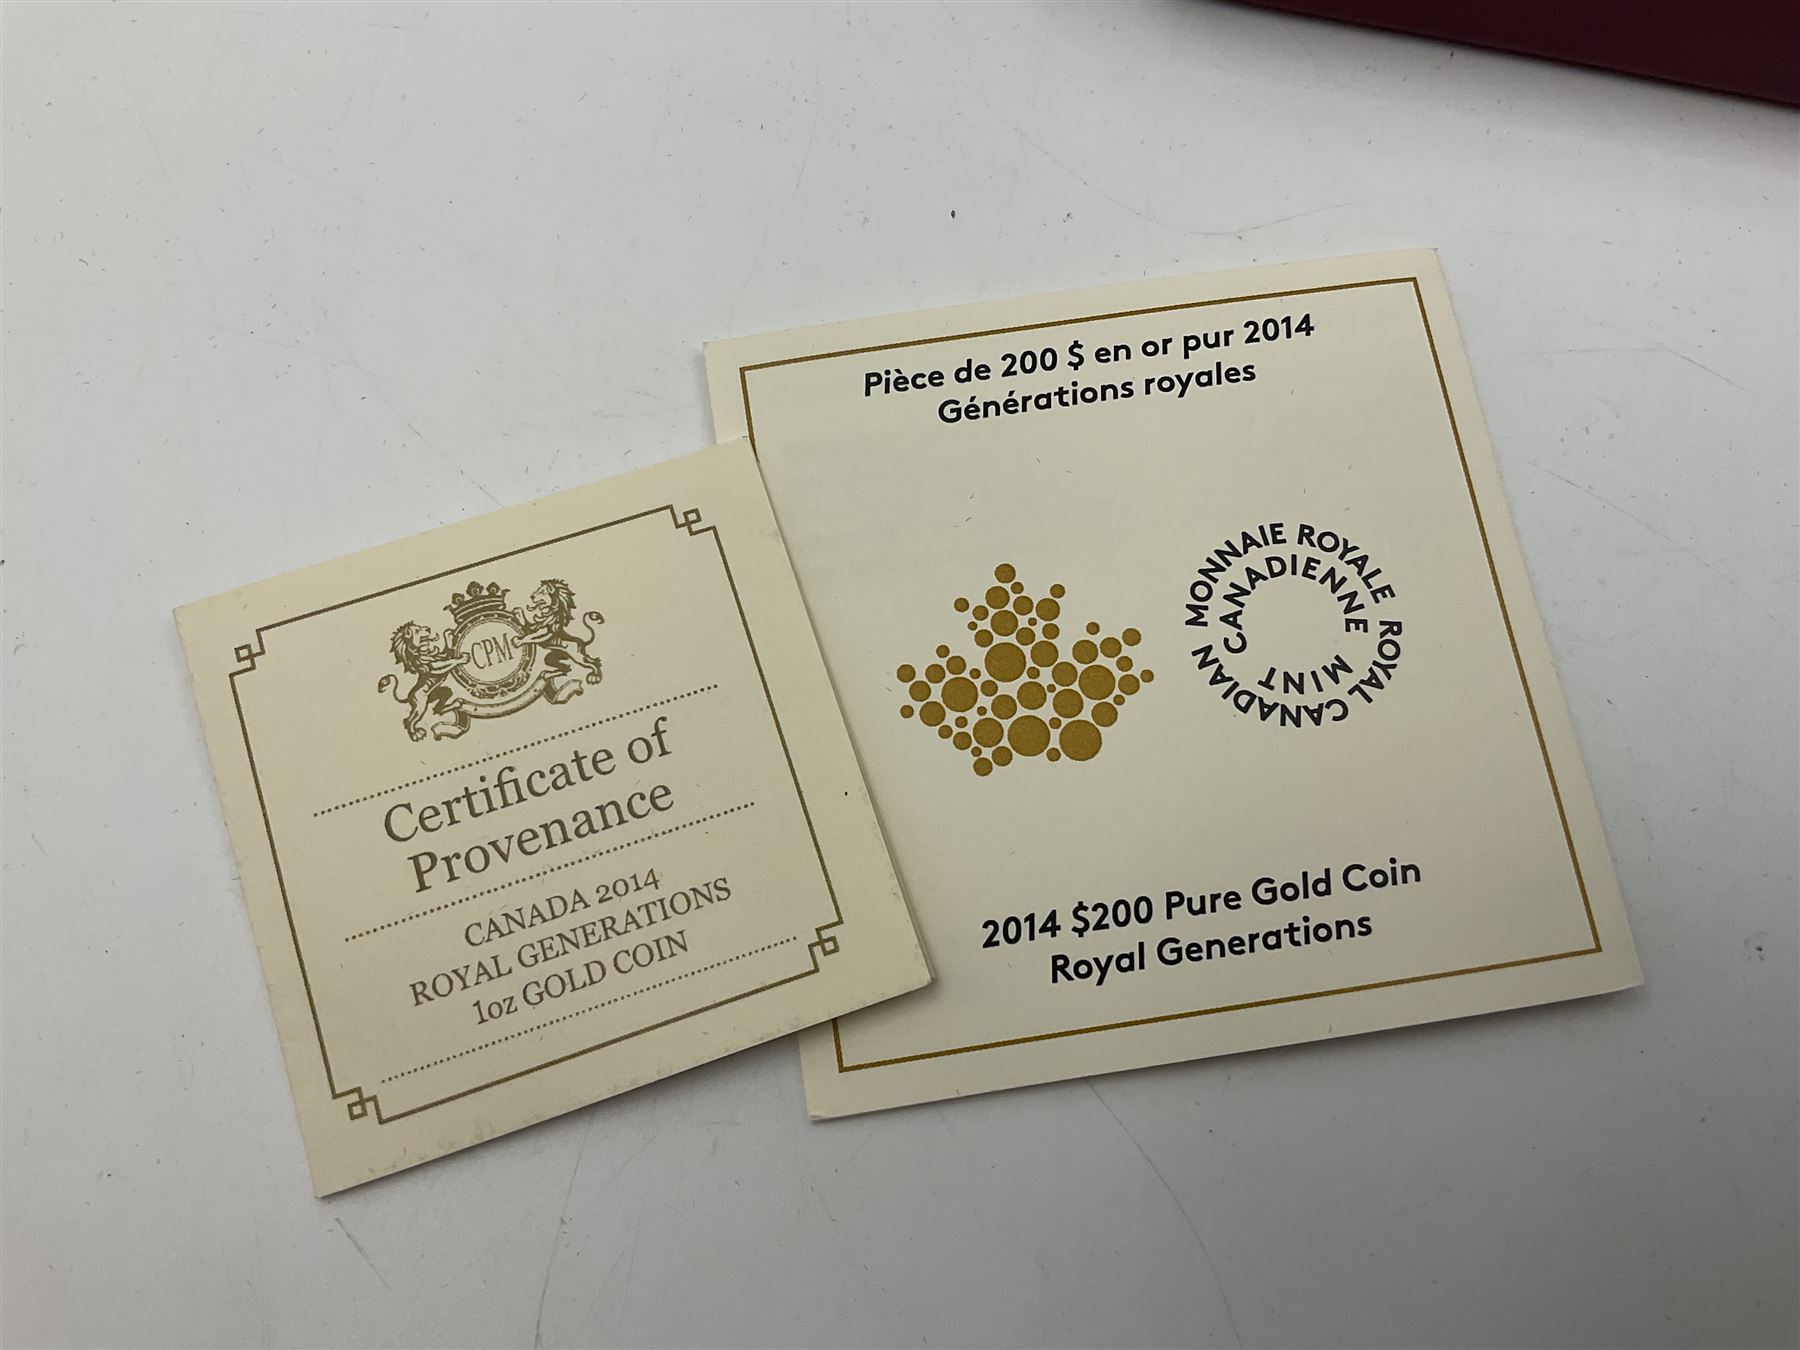 CPM
Certificate of
Provenance
CANADA 2014
ROYAL GENERATIONS
1oz GOLD COIN
Pièce de 200 $ en or pur 2014
Générations royales
MONNAIE ROYALE
CANADIENNE
ROYAL CANADIAN
MINT
2014 $200 Pure Gold Coin
Royal Generations